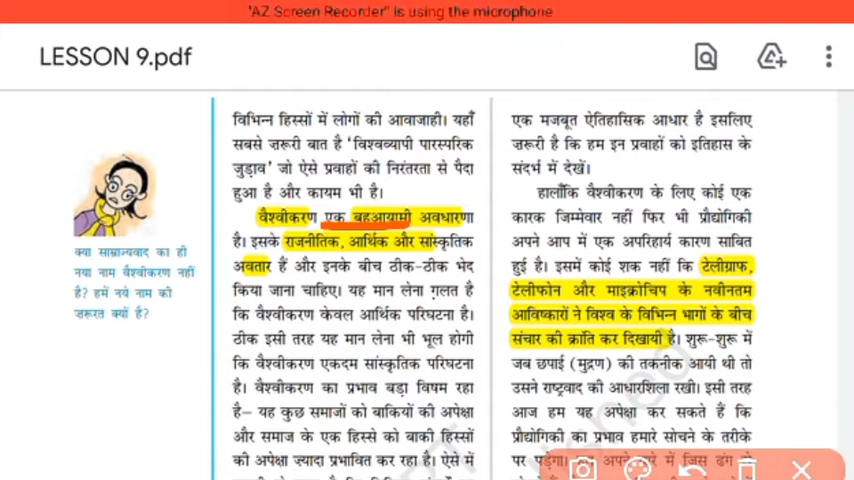 "AZ Screen Recorder" is using the microphone
LESSON 9.pdf
क्या साम्राज्यवाद का ही
नया नाम वैश्वीकरण नहीं
है? हमें नये नाम की
ज़रूरत क्यों है?
विभिन्न हिस्सों में लोगों की आवाजाही। यहाँ
सबसे ज़रूरी बात है 'विश्वव्यापी पारस्परिक
जुड़ाव' जो ऐसे प्रवाहों की निरंतरता से पैदा
हुआ है और कायम भी है।
वैश्वीकरण एक बहुआयामी अवधारणा
है। इसके राजनीतिक, आर्थिक और सांस्कृतिक
अवतार हैं और इनके बीच ठीक-ठीक भेद
किया जाना चाहिए। यह मान लेना ग़लत है
कि वैश्वीकरण केवल आर्थिक परिघटना है।
ठीक इसी तरह यह मान लेना भी भूल होगी
कि वैश्वीकरण एकदम सांस्कृतिक परिघटना
है। वैश्वीकरण का प्रभाव बड़ा विषम रहा
है– यह कुछ समाजों को बाकियों की अपेक्षा
और समाज के एक हिस्से को बाकी हिस्सों
की अपेक्षा ज्यादा प्रभावित कर रहा है। ऐसे में
एक मजबूत ऐतिहासिक आधार है इसलिए
ज़रूरी है कि हम इन प्रवाहों को इतिहास के
संदर्भ में देखें।
हालाँकि वैश्वीकरण के लिए कोई एक
कारक जिम्मेवार नहीं फिर भी प्रौद्योगिकी
अपने आप में एक अपरिहार्य कारण साबित
हुई है। इसमें कोई शक नहीं कि टेलीग्राफ,
टेलीफोन और माइक्रोचिप के नवीनतम
आविष्कारों ने विश्व के विभिन्न भागों के बीच
संचार की क्रांति कर दिखायी है। शुरू-शुरू में
जब छपाई (मुद्रण) की तकनीक आयी थी तो
उसने राष्ट्रवाद की आधारशिला रखी। इसी तरह
आज हम यह अपेक्षा कर सकते हैं कि
प्रौद्योगिकी का प्रभाव हमारे सोचने के तरीके
पर पड़ेगा।